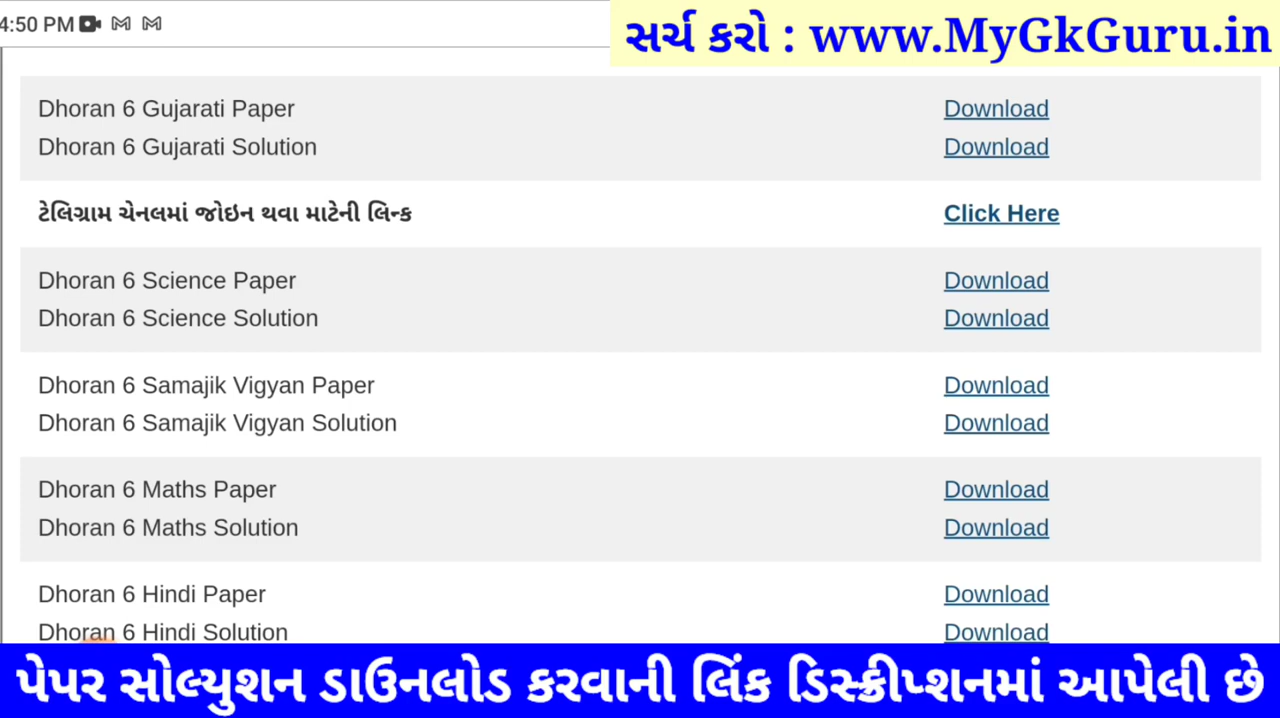 4:50 PM
સર્ચ કરો : www.MyGkGuru.in
Dhoran 6 Gujarati Paper Download
Dhoran 6 Gujarati Solution Download
ટેલિગ્રામ ચેનલમાં જોઇન થવા માટેની લિન્ક Click Here
Dhoran 6 Science Paper Download
Dhoran 6 Science Solution Download
Dhoran 6 Samajik Vigyan Paper Download
Dhoran 6 Samajik Vigyan Solution Download
Dhoran 6 Maths Paper Download
Dhoran 6 Maths Solution Download
Dhoran 6 Hindi Paper Download
Dhoran 6 Hindi Solution Download
પેપર સોલ્યુશન ડાઉનલોડ કરવાની લિંક ડિસ્ક્રીપ્શનમાં આપેલી છે